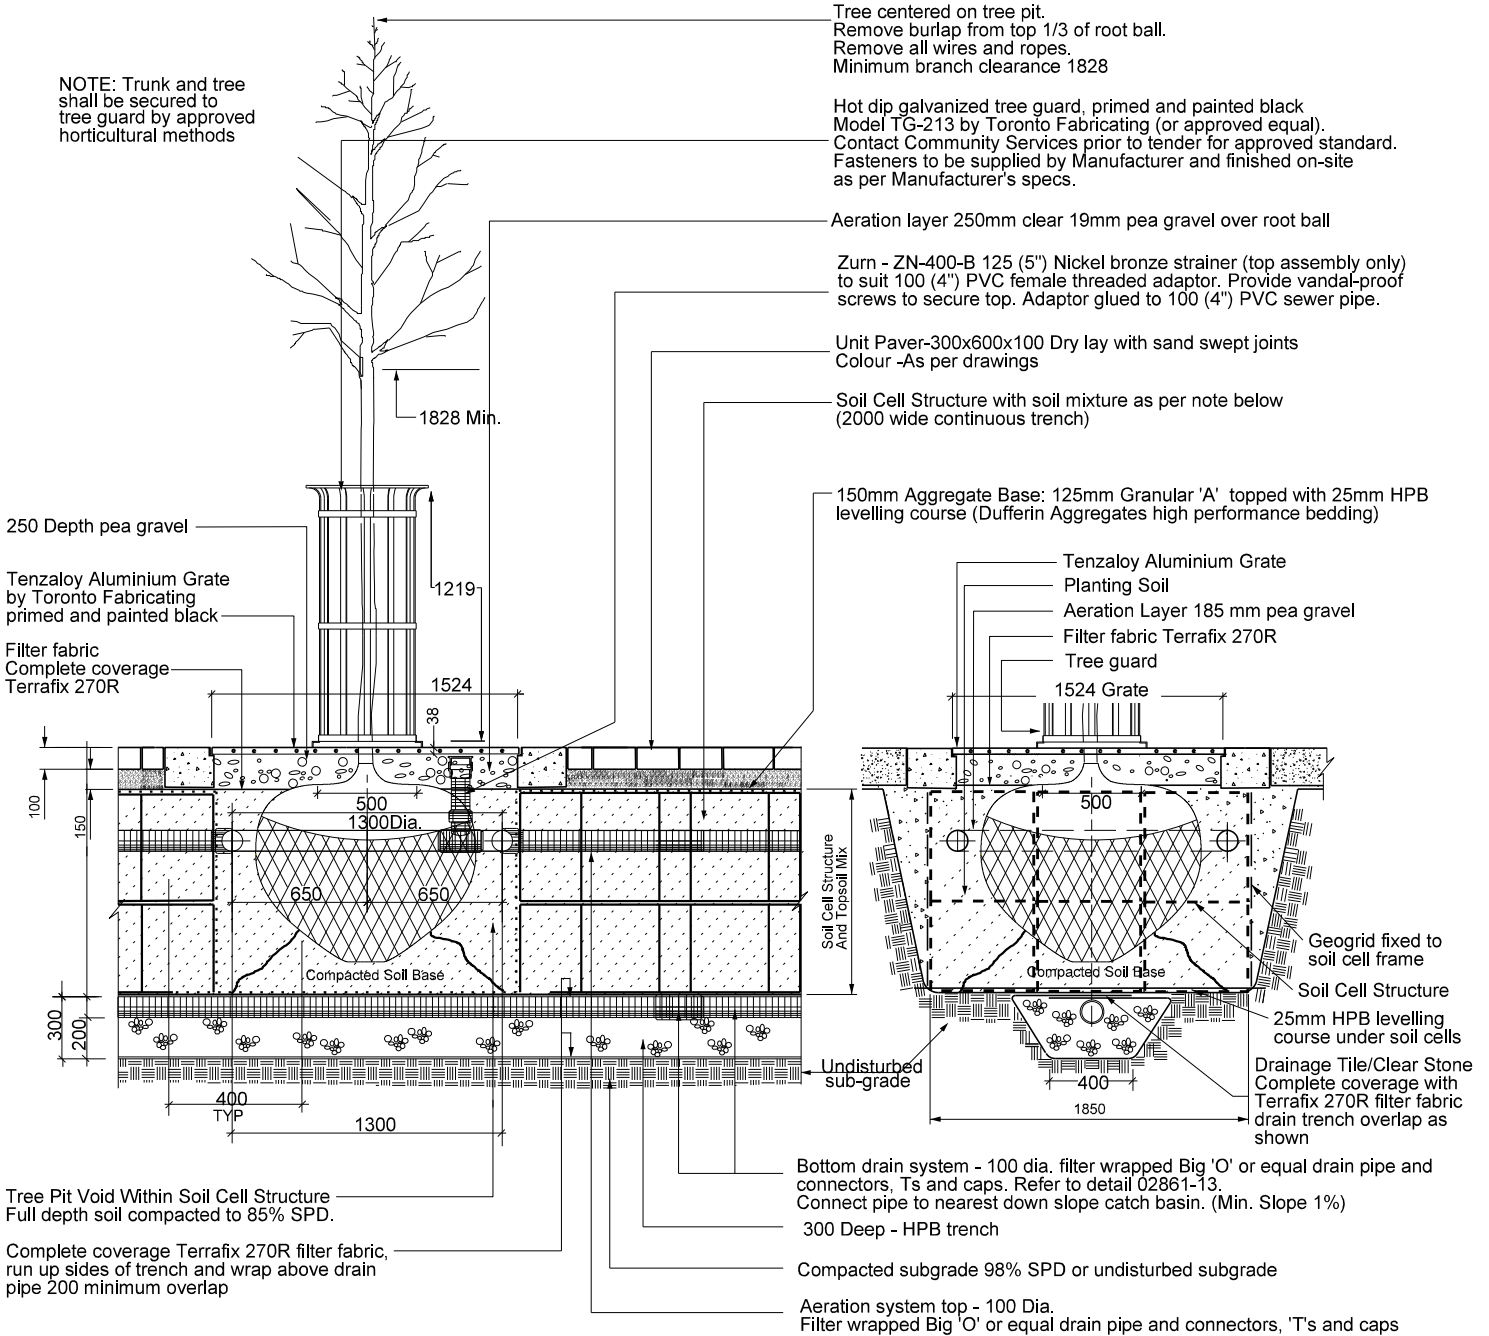 Tree centered on tree pit.
Remove burlap from top 1/3 of root ball.
Remove all wires and ropes.
Minimum branch clearance 1828
NOTE: Trunk and tree
shall be secured to
tree guard by approved
horticultural methods
Hot dip galvanized tree guard, primed and painted black
Model TG-213 by Toronto Fabricating (or approved equal).
Contact Community Services prior to tender for approved standard.
Fasteners to be supplied by Manufacturer and finished on-site
as per Manufacturer's specs.
Aeration layer 250mm clear 19mm pea gravel over root ball
Zurn - ZN-400-B 125 (5") Nickel bronze strainer (top assembly only)
to suit 100 (4") PVC female threaded adaptor. Provide vandal-proof
screws to secure top. Adaptor glued to 100 (4") PVC sewer pipe.
Unit Paver-300x600x100 Dry lay with sand swept joints
Colour -As per drawings
1828 Min.
Soil Cell Structure with soil mixture as per note below
(2000 wide continuous trench)
150mm Aggregate Base: 125mm Granular 'A' topped with 25mm HPB
levelling course (Dufferin Aggregates high performance bedding)
250 Depth pea gravel
Tenzaloy Aluminium Grate
by Toronto Fabricating
primed and painted black
Filter fabric
Complete coverage
Terrafix 270R
1219
1524
38
Tenzaloy Aluminium Grate
Planting Soil
Aeration Layer 185 mm pea gravel
Filter fabric Terrafix 270R
Tree guard
1524 Grate
100
150
500
1300Dia.
650
650
Compacted Soil Base
Soil Cell Structure
And Topsoil Mix
500
Compacted Soil Base
Geogrid fixed to
soil cell frame
Soil Cell Structure
25mm HPB levelling
course under soil cells
Drainage Tile/Clear Stone
Complete coverage with
Terrafix 270R filter fabric
drain trench overlap as
shown
300
200
Undisturbed
sub-grade
400
TYP
1300
400
1850
Tree Pit Void Within Soil Cell Structure
Full depth soil compacted to 85% SPD.
Complete coverage Terrafix 270R filter fabric,
run up sides of trench and wrap above drain
pipe 200 minimum overlap
Bottom drain system - 100 dia. filter wrapped Big 'O' or equal drain pipe and
connectors, Ts and caps. Refer to detail 02861-13.
Connect pipe to nearest down slope catch basin. (Min. Slope 1%)
300 Deep - HPB trench
Compacted subgrade 98% SPD or undisturbed subgrade
Aeration system top - 100 Dia.
Filter wrapped Big 'O' or equal drain pipe and connectors, 'T's and caps